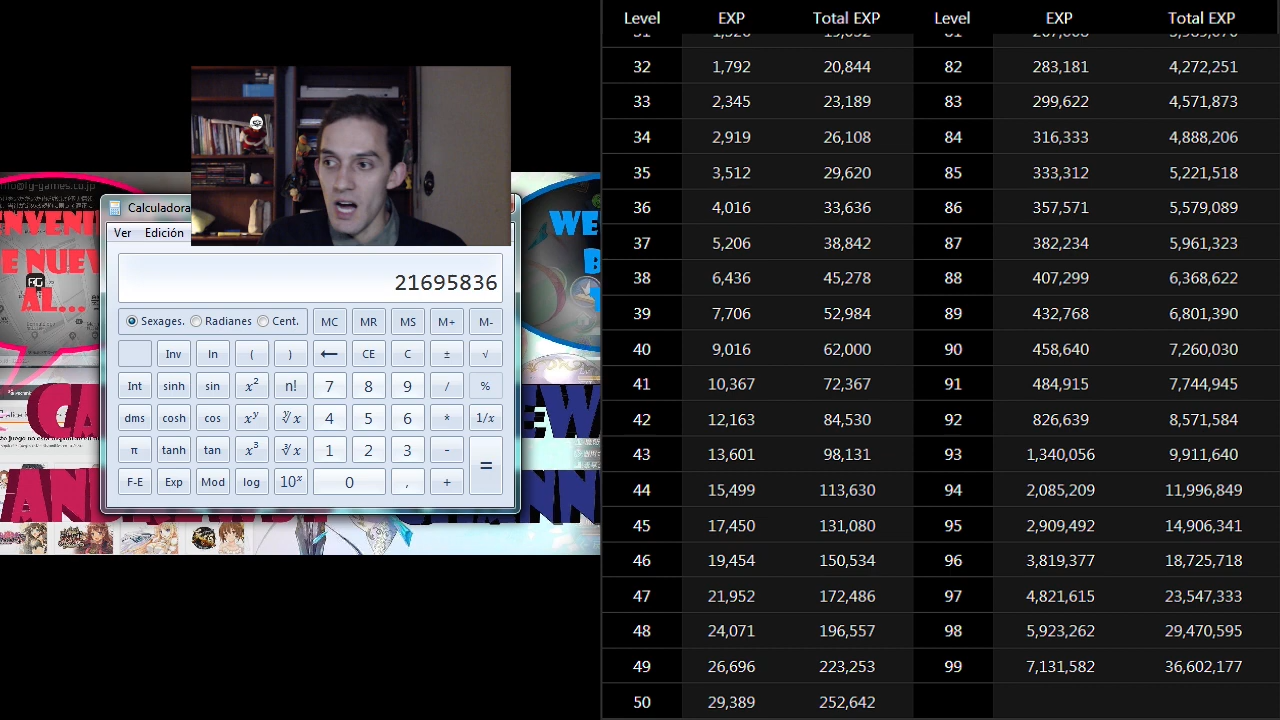 Level EXP Total EXP Level EXP Total EXP
32 1,792 20,844 82 283,181 4,272,251
33 2,345 23,189 83 299,622 4,571,873
34 2,919 26,108 84 316,333 4,888,206
35 3,512 29,620 85 333,312 5,221,518
36 4,016 33,636 86 357,571 5,579,089
37 5,206 38,842 87 382,234 5,961,323
38 6,436 45,278 88 407,299 6,368,622
39 7,706 52,984 89 432,768 6,801,390
40 9,016 62,000 90 458,640 7,260,030
41 10,367 72,367 91 484,915 7,744,945
42 12,163 84,530 92 826,639 8,571,584
43 13,601 98,131 93 1,340,056 9,911,640
44 15,499 113,630 94 2,085,209 11,996,849
45 17,450 131,080 95 2,909,492 14,906,341
46 19,454 150,534 96 3,819,377 18,725,718
47 21,952 172,486 97 4,821,615 23,547,333
48 24,071 196,557 98 5,923,262 29,470,595
49 26,696 223,253 99 7,131,582 36,602,177
50 29,389 252,642
Calculadora
Ver Edición
21695836
Sexages. Radianes Cent. MC MR MS M+ M-
Inv ln ( ) ← CE C ± √
Int sinh sin x² n! 7 8 9 / %
dms cosh cos xʸ ʸ√x 4 5 6 * 1/x
π tanh tan x³ ³√x 1 2 3 - =
F-E Exp Mod log 10ˣ 0 , +
AL...
WE